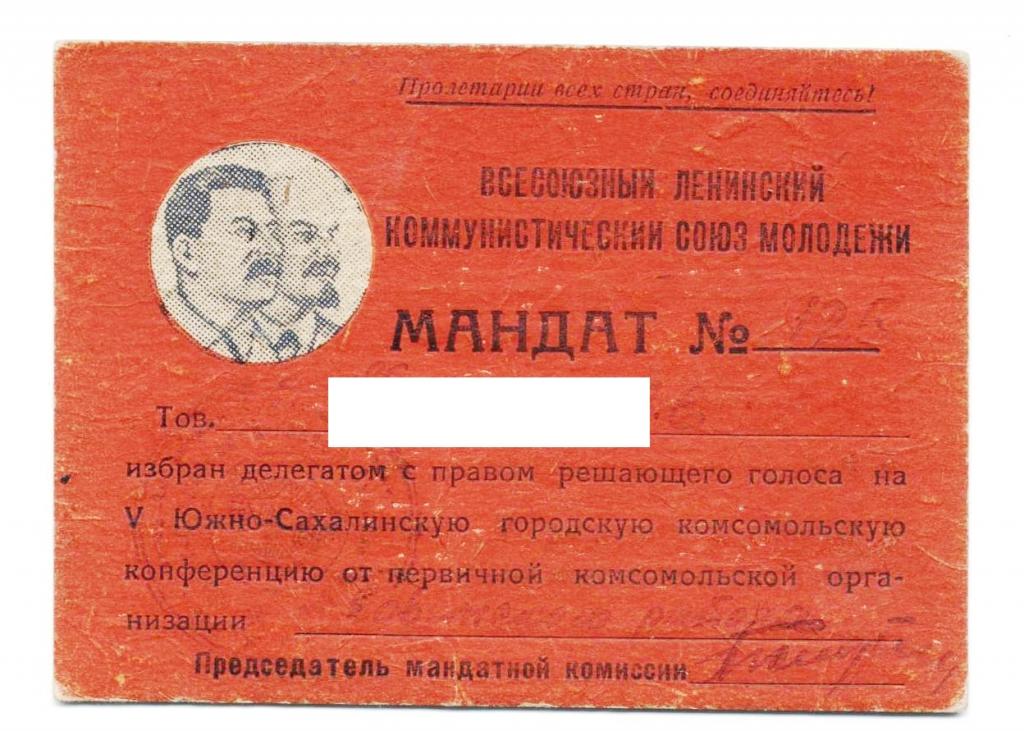 Пролетарии всех стран, соединяйтесь!
ВСЕСОЮЗНЫЙ ЛЕНИНСКИЙ
КОММУНИСТИЧЕСКИЙ СОЮЗ МОЛОДЕЖИ
МАНДАТ №
Тов.
избран делегатом с правом решающего голоса на
V Южно-Сахалинскую городскую комсомольскую
конференцию от первичной комсомольской орга-
низации
Председатель мандатной комиссии